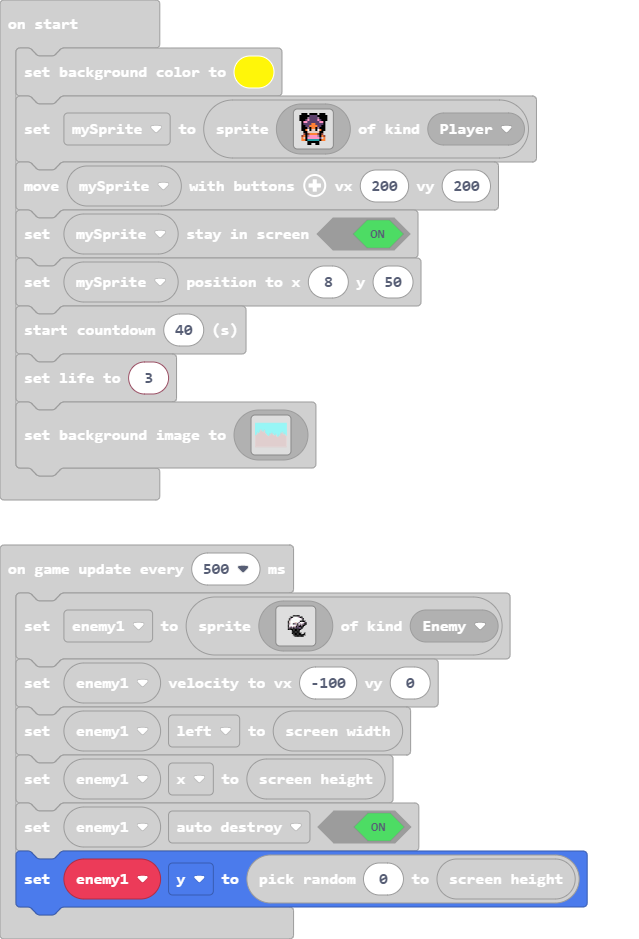 on start
set background color to
set mySprite to sprite of kind Player
move mySprite with buttons vx 200 vy 200
set mySprite stay in screen ON
set mySprite position to x 8 y 50
start countdown 40 (s)
set life to 3
set background image to
on game update every 500 ms
set enemy1 to sprite of kind Enemy
set enemy1 velocity to vx -100 vy 0
set enemy1 left to screen width
set enemy1 x to screen height
set enemy1 auto destroy ON
set enemy1 y to pick random 0 to screen height